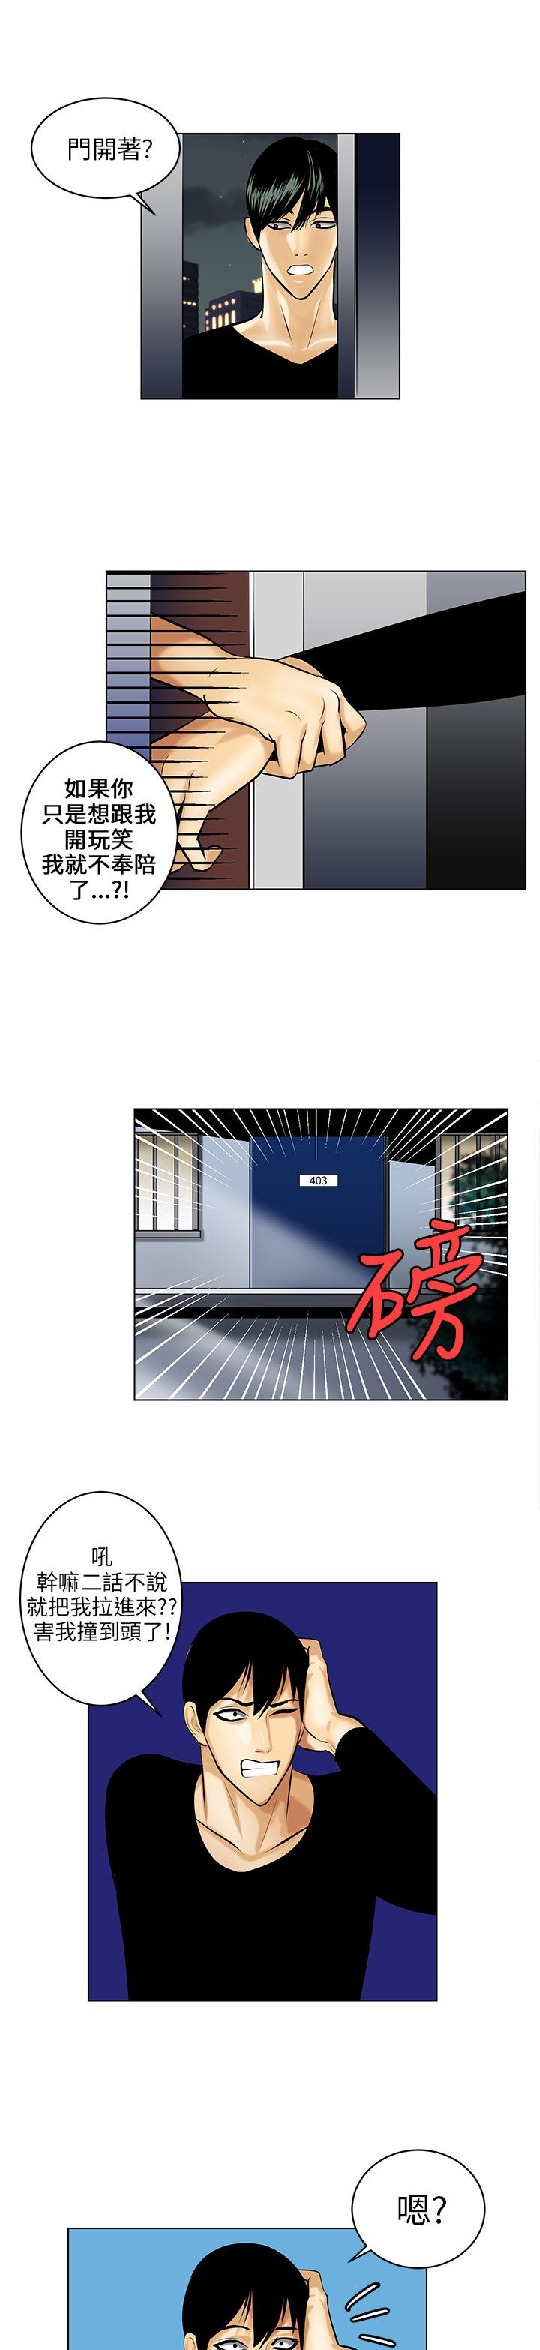 門開著?
如果你
只是想跟我
開玩笑
我就不奉陪
了...?!
403
磅
吼
幹嘛二話不說
就把我拉進來??
害我撞到頭了!
嗯?